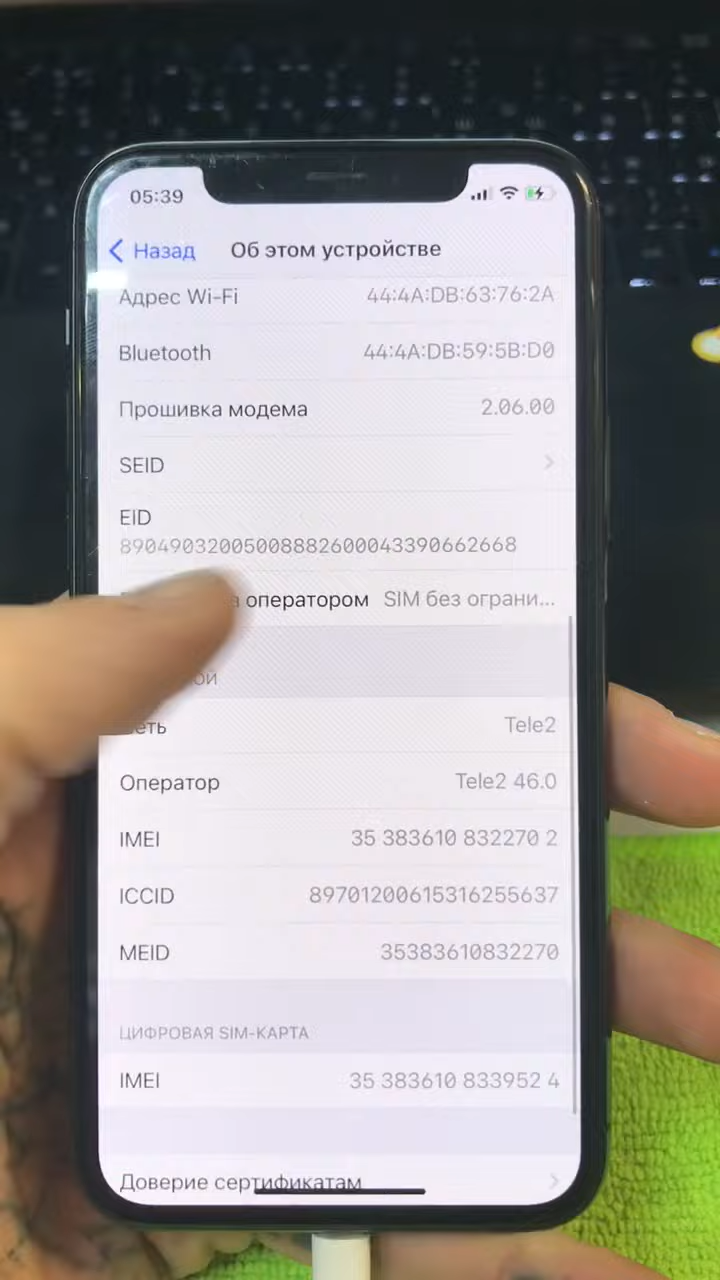 05:39
Назад Об этом устройстве
Адрес Wi-Fi 44:4A:DB:63:76:2A
Bluetooth 44:4A:DB:59:5B:D0
Прошивка модема 2.06.00
SEID
EID
89049032005008882600043390662668
оператором SIM без ограни...
Tele2
Оператор Tele2 46.0
IMEI 35 383610 832270 2
ICCID 89701200615316255637
MEID 35383610832270
ЦИФРОВАЯ SIM-КАРТА
IMEI 35 383610 833952 4
Доверие сертификатам